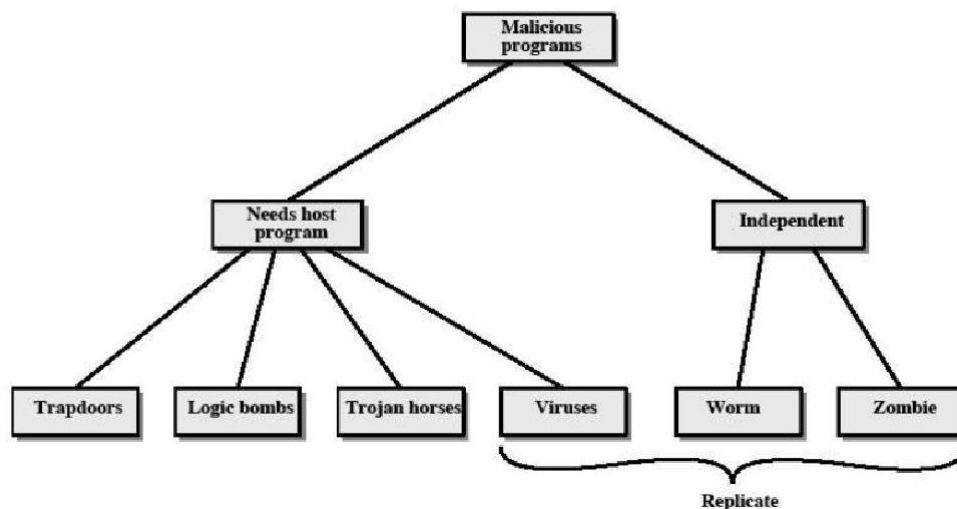 Malicious
programs
Needs host
program
Independent
Trapdoors
Logic bombs
Trojan horses
Viruses
Worm
Zombie
Replicate